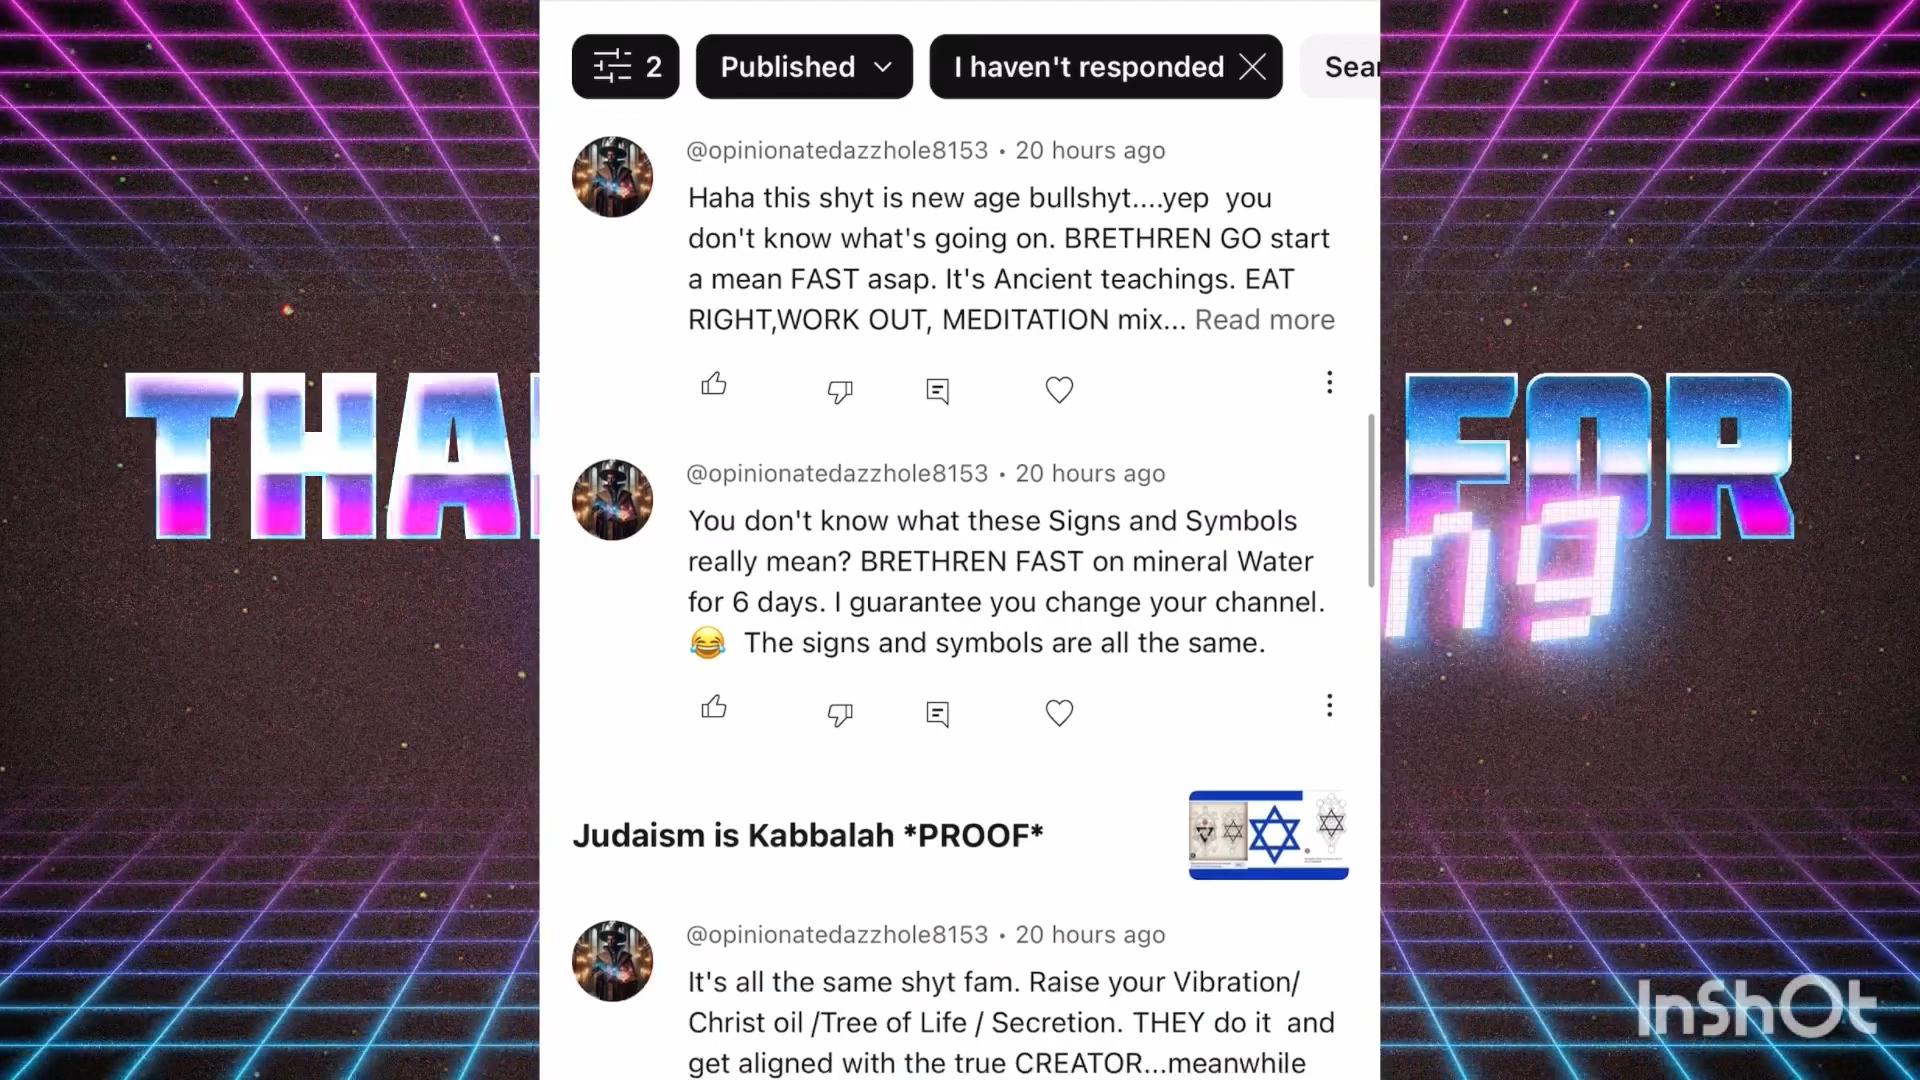 2 Published I haven't responded Sear
@opinionatedazzhole8153 • 20 hours ago
Haha this shyt is new age bullshyt....yep you
don't know what's going on. BRETHREN GO start
a mean FAST asap. It's Ancient teachings. EAT
RIGHT,WORK OUT, MEDITATION mix... Read more
THA
FOR
ng
@opinionatedazzhole8153 • 20 hours ago
You don't know what these Signs and Symbols
really mean? BRETHREN FAST on mineral Water
for 6 days. I guarantee you change your channel.
😂 The signs and symbols are all the same.
Judaism is Kabbalah *PROOF*
@opinionatedazzhole8153 • 20 hours ago
It's all the same shyt fam. Raise your Vibration/
Christ oil /Tree of Life / Secretion. THEY do it and
get aligned with the true CREATOR...meanwhile
InShOt